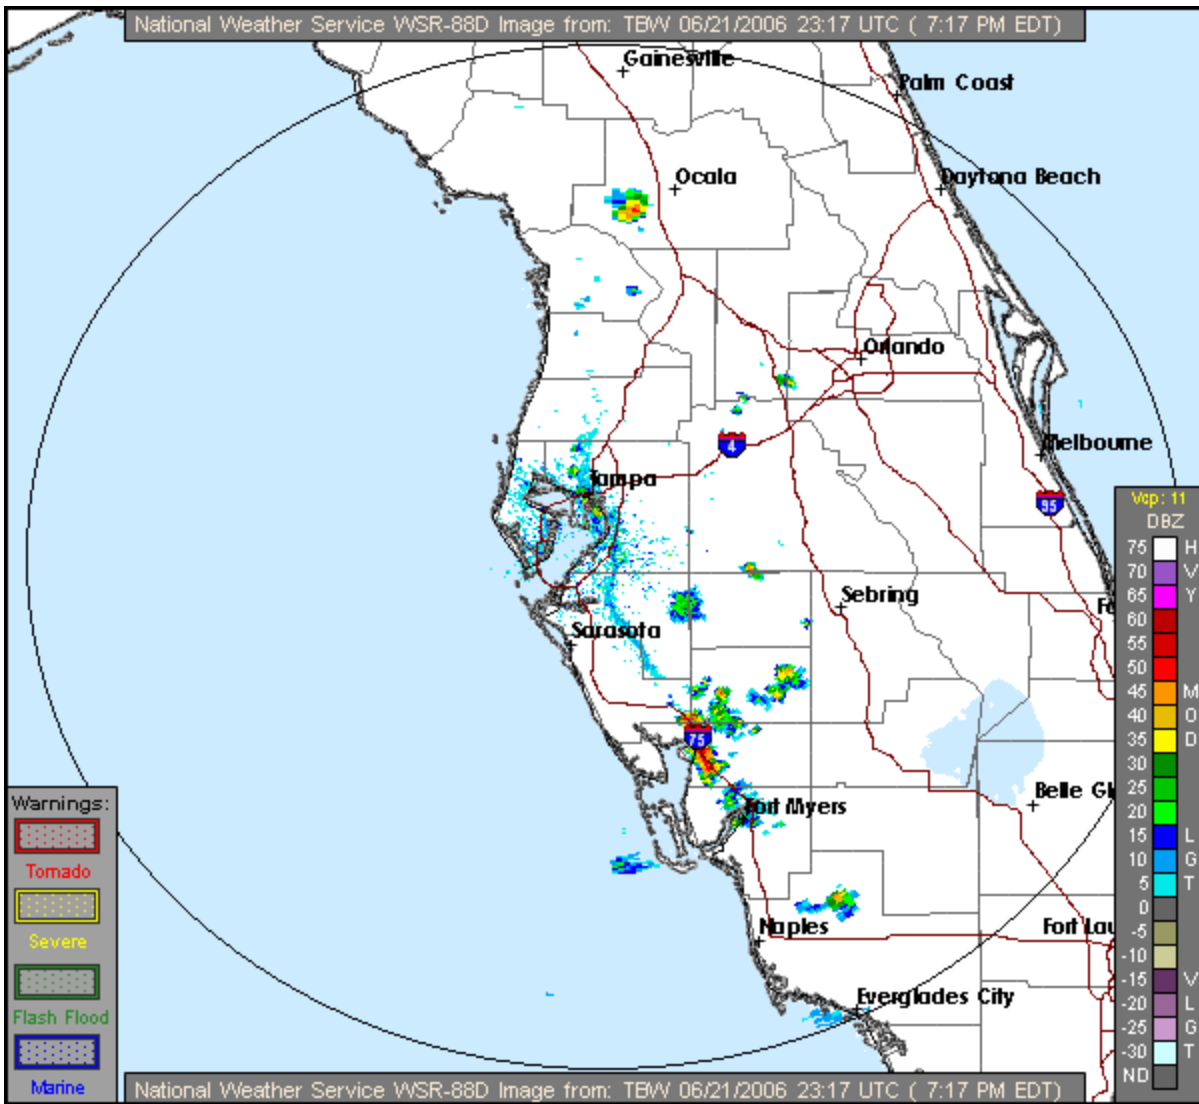 National Weather Service WSR-88D Image from: TBW 06/21/2006 23:17 UTC ( 7:17 PM EDT)
Gainesville
Palm Coast
Ocala
Daytona Beach
Orlando
4
Melbourne
Tampa
95
Vcp: 11
DBZ
75 H
70 V
65 Y
60
55
50
45 M
40 O
35 D
30
25
20
15 L
10 G
5 T
0
-5
-10
-15 V
-20 L
-25 G
-30 T
ND
Sebring
Fo
Sarasota
75
Belle Gl
Fort Myers
Naples
Fort Lau
Everglades City
Warnings:
Tornado
Severe
Flash Flood
Marine
National Weather Service WSR-88D Image from: TBW 06/21/2006 23:17 UTC ( 7:17 PM EDT)